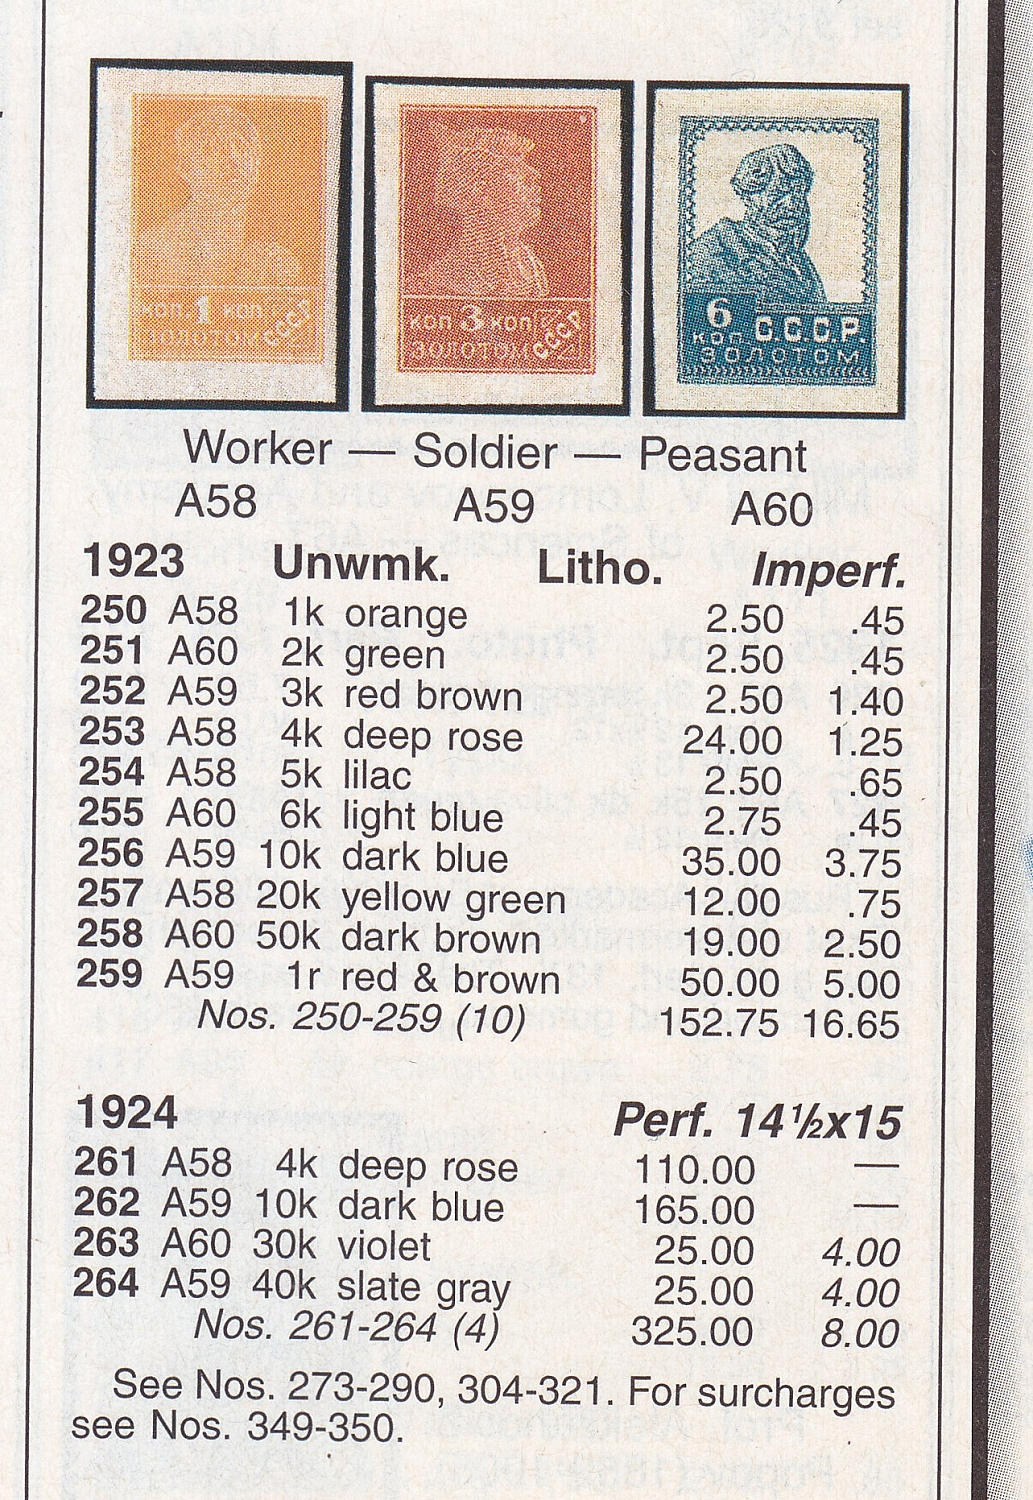 коп. 1 коп
ЗОЛОТОМ СССР
коп 3 коп
ЗОЛОТОМ СССР
6
коп С.С.С.Р.
ЗОЛОТОМ
Worker — Soldier — Peasant
A58 A59 A60
1923 Unwmk. Litho. Imperf.
250 A58 1k orange 2.50 .45
251 A60 2k green 2.50 .45
252 A59 3k red brown 2.50 1.40
253 A58 4k deep rose 24.00 1.25
254 A58 5k lilac 2.50 .65
255 A60 6k light blue 2.75 .45
256 A59 10k dark blue 35.00 3.75
257 A58 20k yellow green 12.00 .75
258 A60 50k dark brown 19.00 2.50
259 A59 1r red & brown 50.00 5.00
Nos. 250-259 (10) 152.75 16.65
1924 Perf. 14½x15
261 A58 4k deep rose 110.00 —
262 A59 10k dark blue 165.00 —
263 A60 30k violet 25.00 4.00
264 A59 40k slate gray 25.00 4.00
Nos. 261-264 (4) 325.00 8.00
See Nos. 273-290, 304-321. For surcharges
see Nos. 349-350.